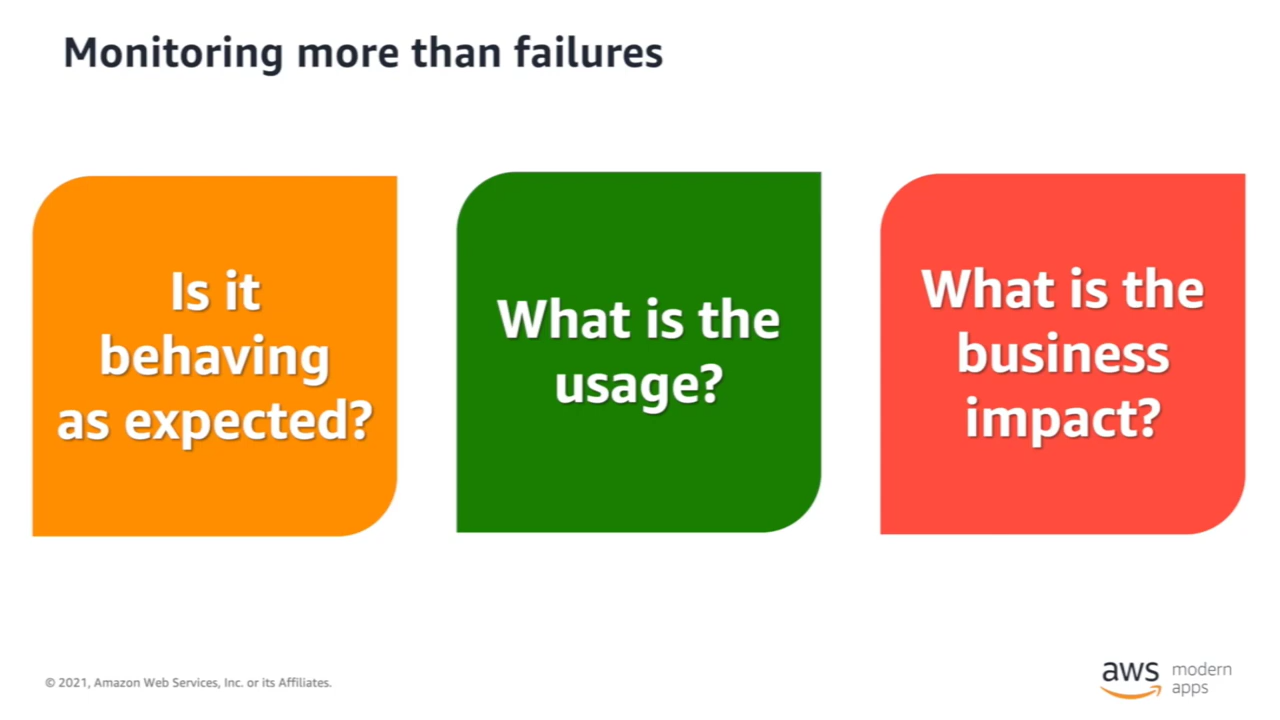 Monitoring more than failures
Is it
behaving
as expected?
What is the
usage?
What is the
business
impact?
© 2021, Amazon Web Services, Inc. or its Affiliates.
aws modern
apps